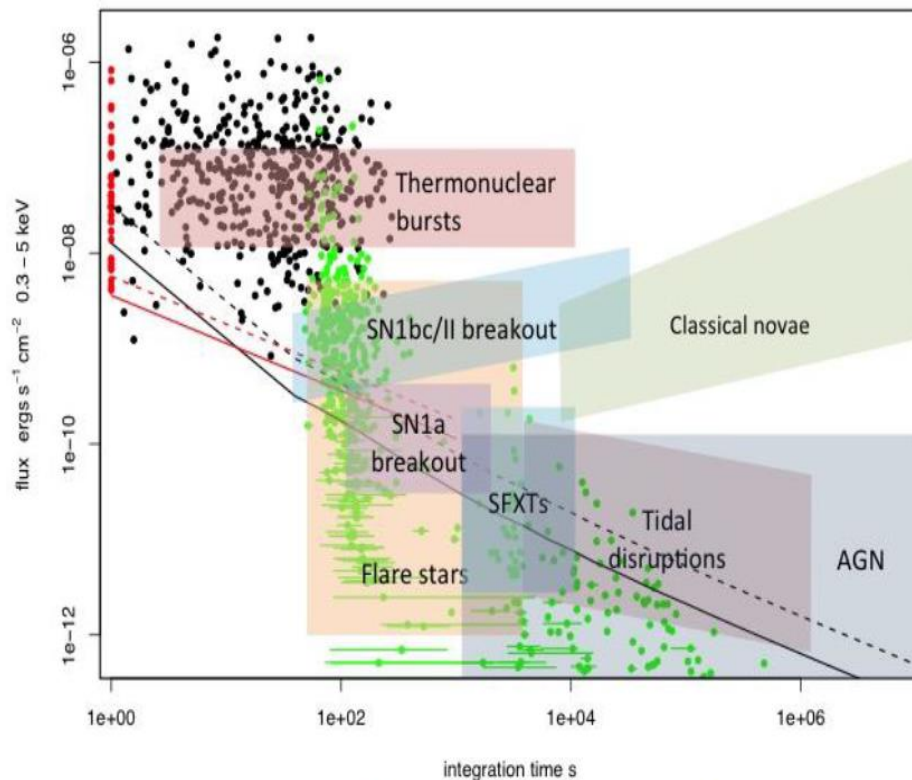 1e−06
1e−08
1e−10
1e−12
flux ergs s⁻¹ cm⁻² 0.3 – 5 keV
Thermonuclear
bursts
SN1bc/II breakout
Classical novae
SN1a
breakout
SFXTs
Tidal
disruptions
AGN
Flare stars
1e+00
1e+02
1e+04
1e+06
integration time s